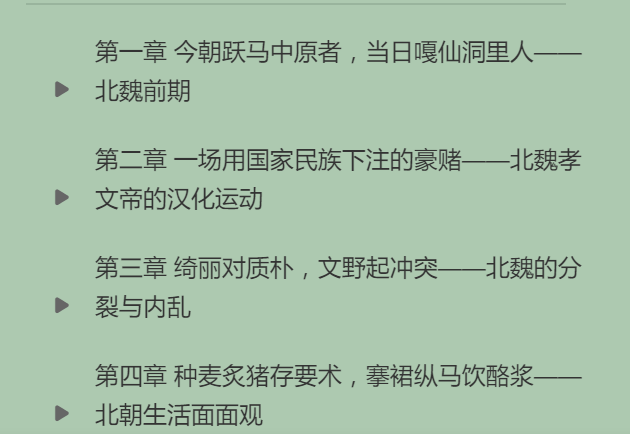 第一章 今朝跃马中原者，当日嘎仙洞里人——
北魏前期
第二章 一场用国家民族下注的豪赌——北魏孝
文帝的汉化运动
第三章 绮丽对质朴，文野起冲突——北魏的分
裂与内乱
第四章 种麦炙猪存要术，搴裙纵马饮酪浆——
北朝生活面面观